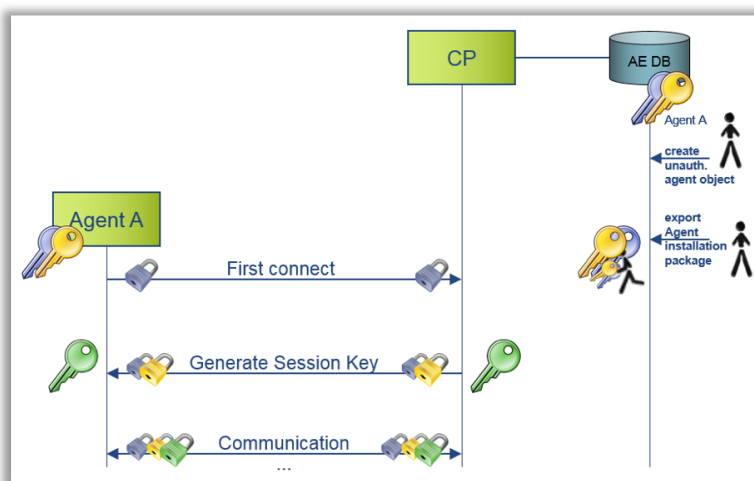 CP
AE DB
Agent A
create
unauth.
agent object
Agent A
export
Agent
installation
package
First connect
Generate Session Key
Communication
...